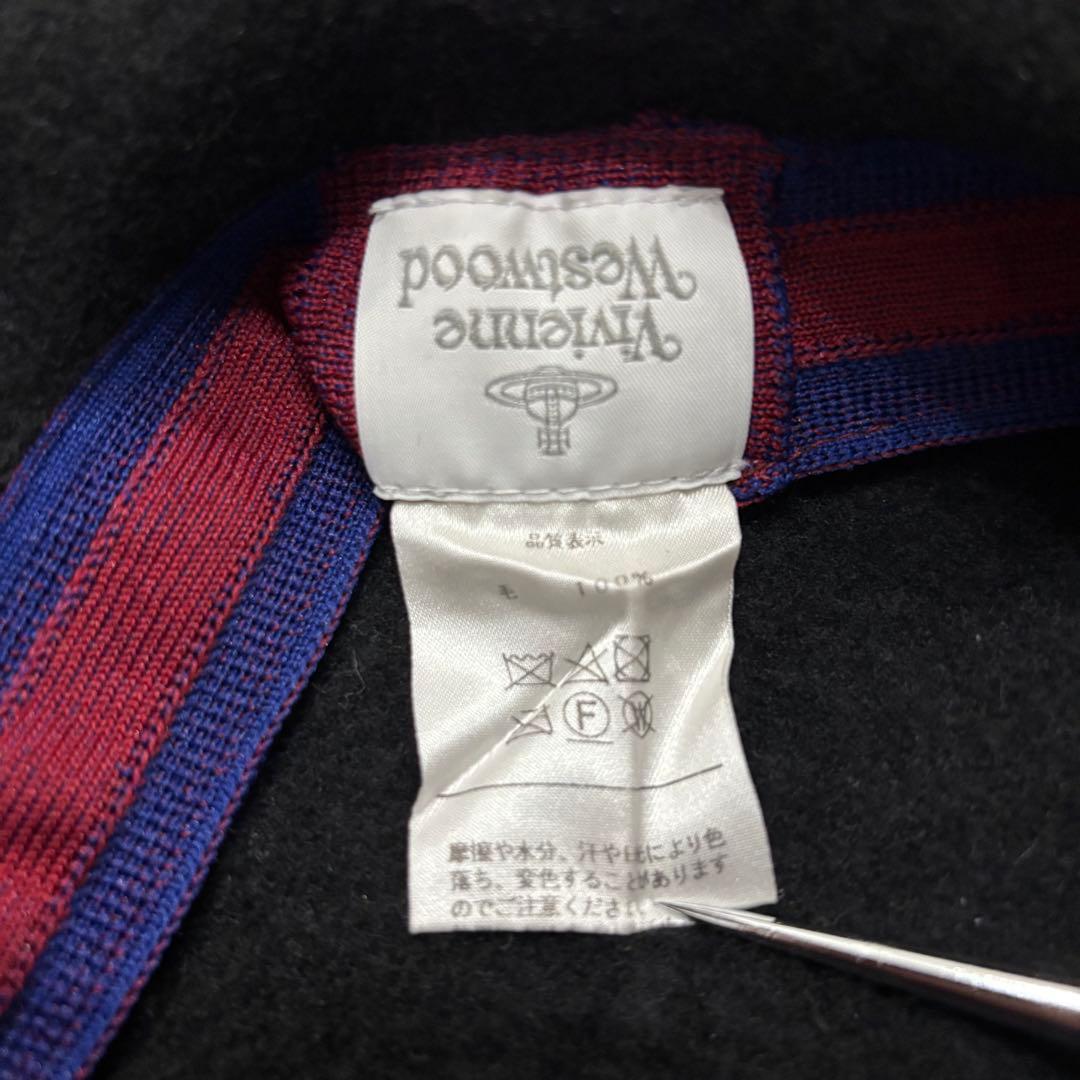 Vivienne
Westwood
品質表示
毛 100%
F
W
摩擦や水分、汗や比により色
落ち、変色することがあります
のでご注意ください